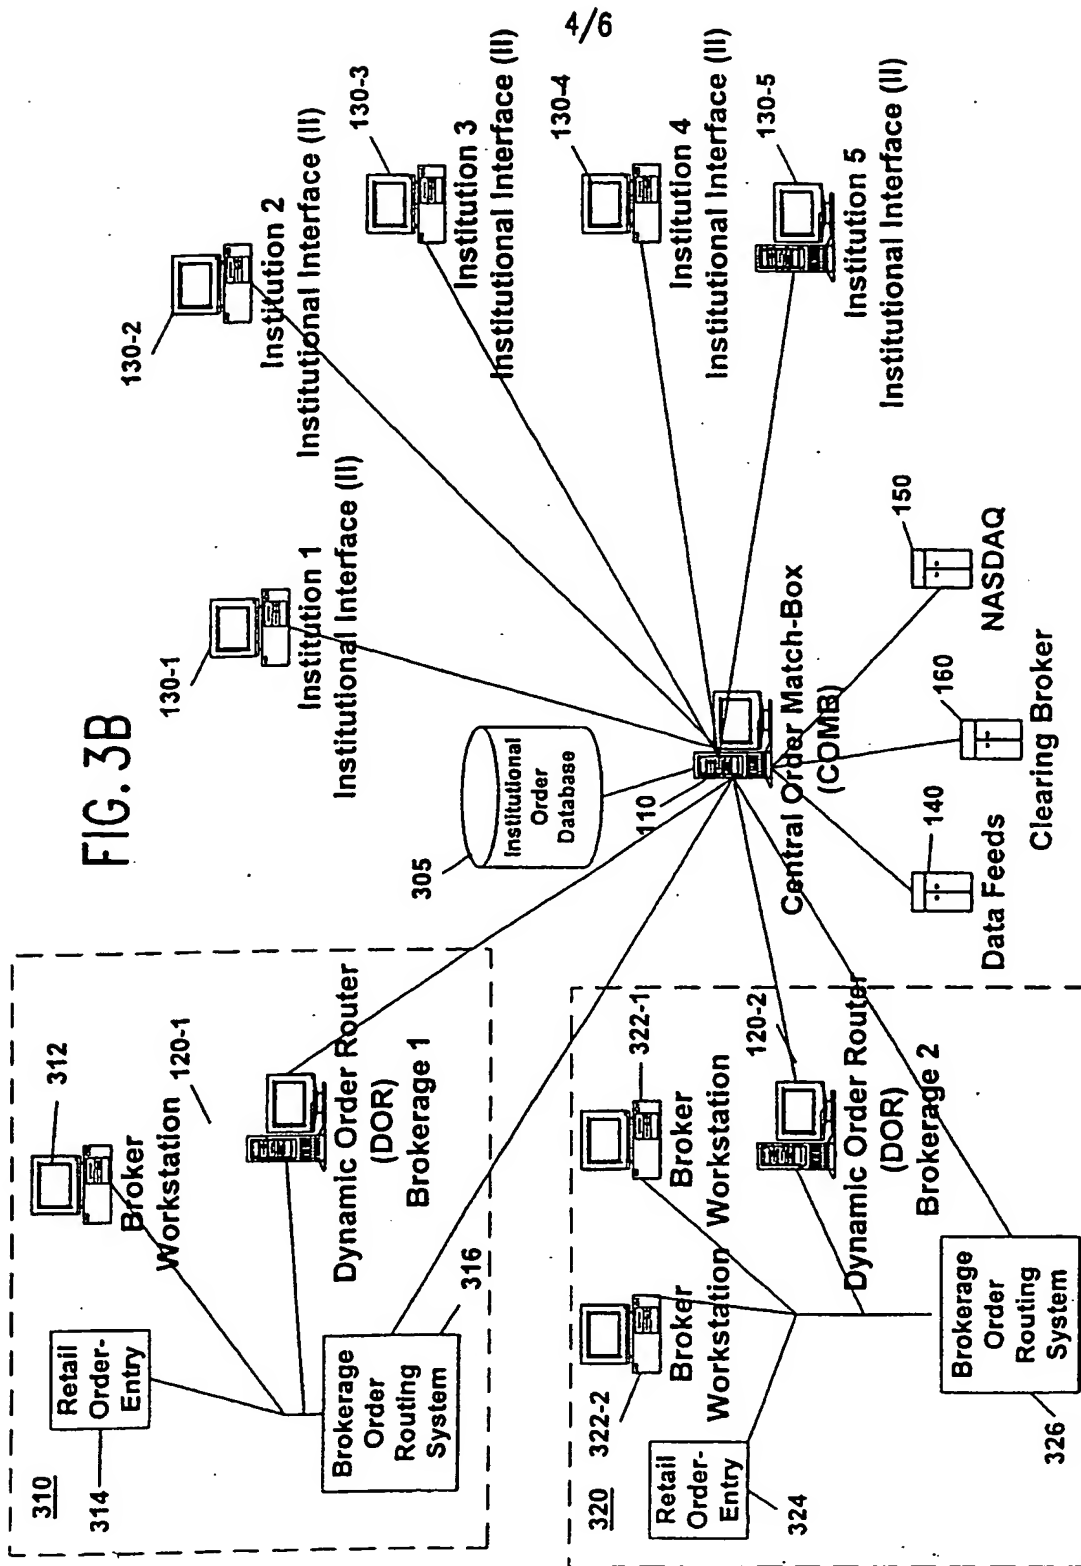 4/6
FIG. 3B
310
314
Retail
Order-
Entry
312
Broker
Workstation
120-1
Dynamic Order Router
(DOR)
Brokerage 1
316
Brokerage
Order
Routing
System
320
324
Retail
Order-
Entry
322-2
Broker
Workstation
322-1
Broker
Workstation
120-2
Dynamic Order Router
(DOR)
Brokerage 2
326
Brokerage
Order
Routing
System
305
Institutional
Order
Database
110
Central Order Match-Box
(COMB)
140
Data Feeds
160
Clearing Broker
150
NASDAQ
130-1
Institution 1
Institutional Interface (II)
130-2
Institution 2
Institutional Interface (II)
130-3
Institution 3
Institutional Interface (II)
130-4
Institution 4
Institutional Interface (II)
130-5
Institution 5
Institutional Interface (II)